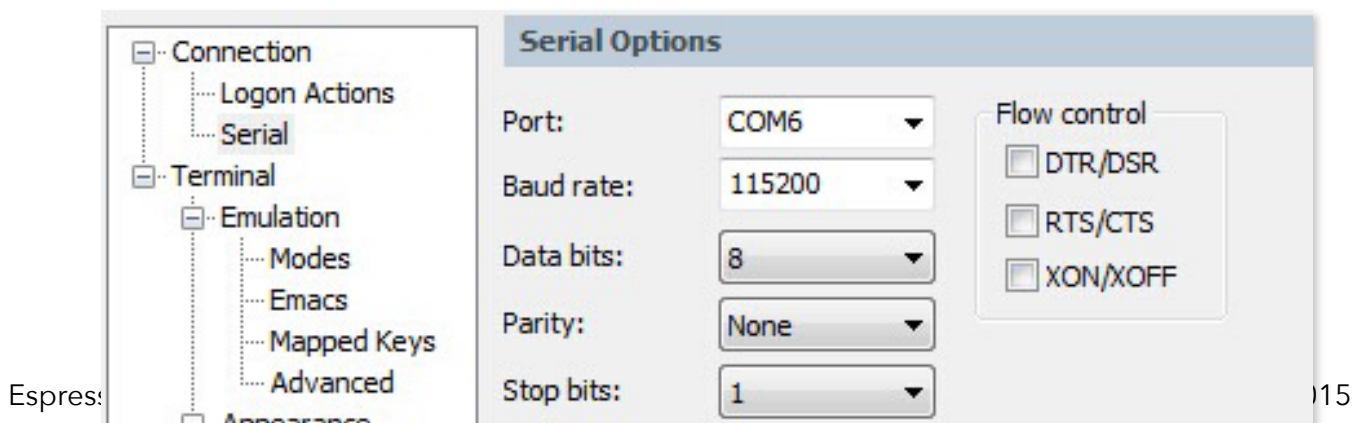 Connection
Logon Actions
Serial
Terminal
Emulation
Modes
Emacs
Mapped Keys
Advanced
Appearance
Serial Options
Port: COM6
Baud rate: 115200
Data bits: 8
Parity: None
Stop bits: 1
Flow control
DTR/DSR
RTS/CTS
XON/XOFF